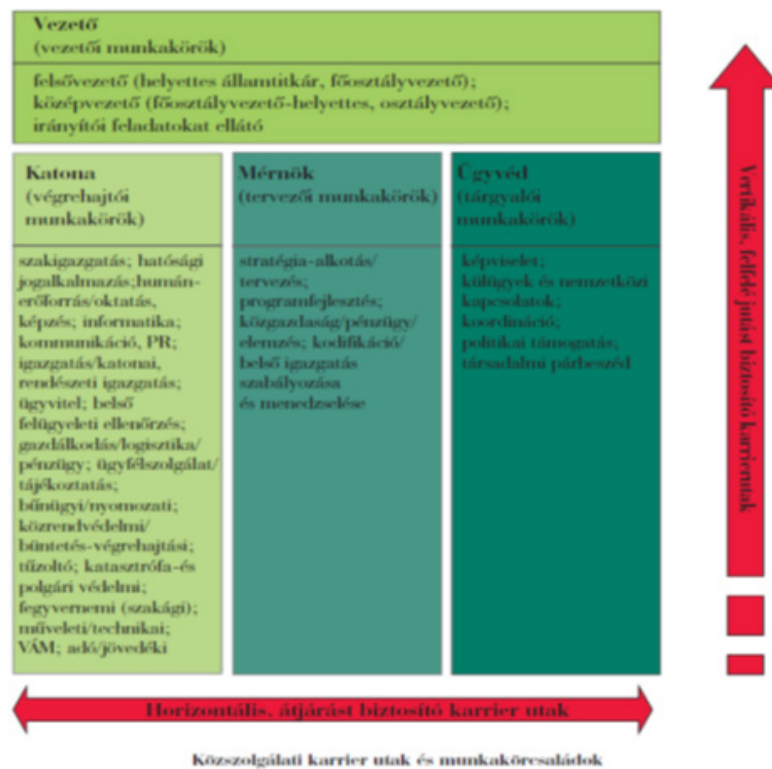 Vezető
(vezetői munkakörök)
felsővezető (helyettes államtitkár, főosztályvezető);
középvezető (főosztályvezető-helyettes, osztályvezető);
irányítói feladatokat ellátó
Katona
(végrehajtói
munkakörök)
szakigazgatás; hatósági
jogalkalmazás;humán-
erőforrás/oktatás,
képzés; informatika;
kommunikáció, PR;
igazgatás/katonai,
rendészeti igazgatás;
ügyvitel; belső
felügyeleti ellenőrzés;
gazdálkodás/logisztika/
pénzügy; ügyfélszolgálat/
tájékoztatás;
bűnügyi/nyomozati;
közrendvédelmi/
büntetés-végrehajtási;
tűzoltó; katasztrófa-és
polgári védelmi;
fegyvernemi (szakági);
műveleti/technikai;
VÁM; adó/jövedéki
Mérnök
(tervezői munkakörök)
stratégia-alkotás/
tervezés;
programfejlesztés;
közgazdaság/pénzügy/
elemzés; kodifikáció/
belső igazgatás
szabályozása
és menedzselése
Ügyvéd
(tárgyalói
munkakörök)
képviselet;
külügyek és nemzetközi
kapcsolatok;
koordináció;
politikai támogatás;
társadalmi párbeszéd
Vertikális, felfelé jutást biztosító karrierutak
Horizontális, átjárást biztosító karrier utak
Közszolgálati karrier utak és munkakörcsaládok